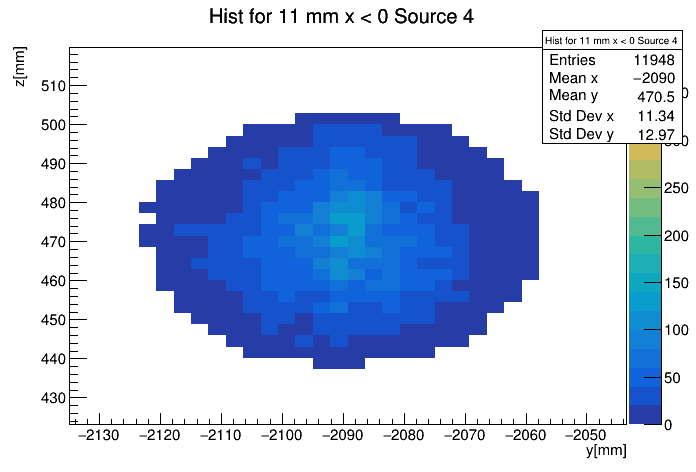 Hist for 11 mm x < 0 Source 4
z[mm]
Hist for 11 mm x < 0 Source 4
Entries 11948
Mean x −2090
Mean y 470.5
Std Dev x 11.34
Std Dev y 12.97
510
500
490
480
470
460
450
440
430
250
200
150
100
50
0
−2130 −2120 −2110 −2100 −2090 −2080 −2070 −2060 −2050
y[mm]